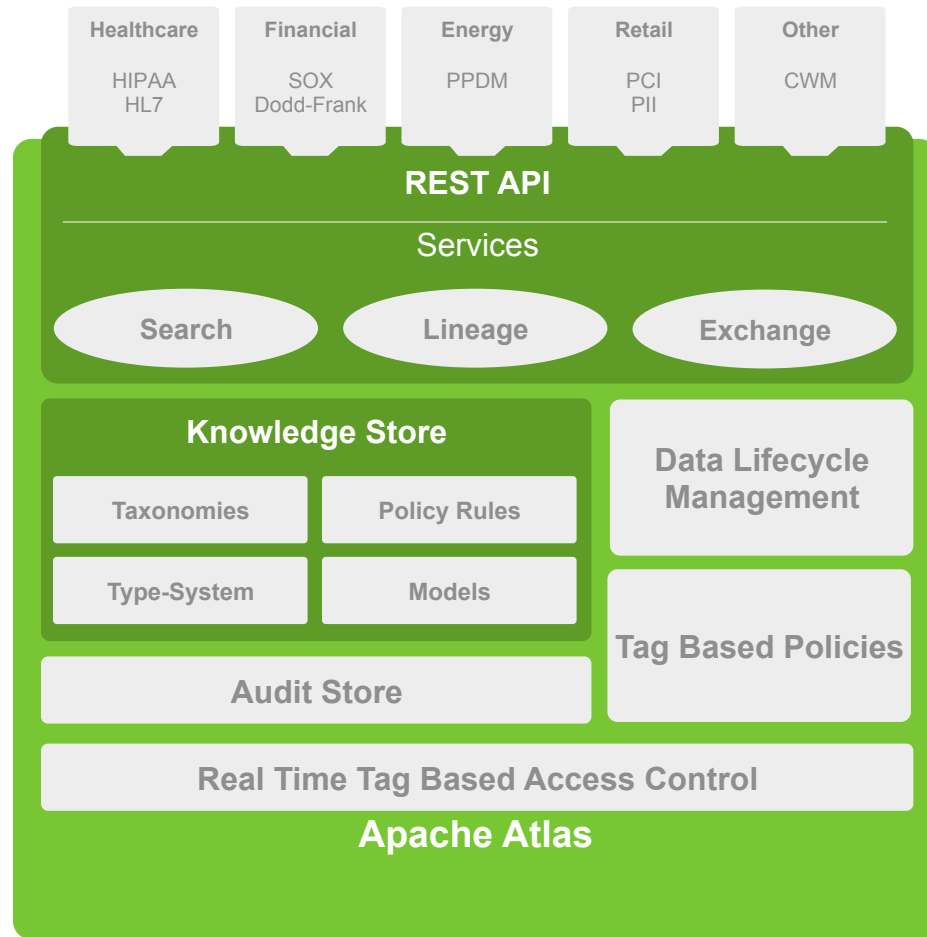 Healthcare
HIPAA
HL7
Financial
SOX
Dodd-Frank
Energy
PPDM
Retail
PCI
PII
Other
CWM
REST API
Services
Search
Lineage
Exchange
Knowledge Store
Taxonomies
Policy Rules
Type-System
Models
Data Lifecycle
Management
Tag Based Policies
Audit Store
Real Time Tag Based Access Control
Apache Atlas